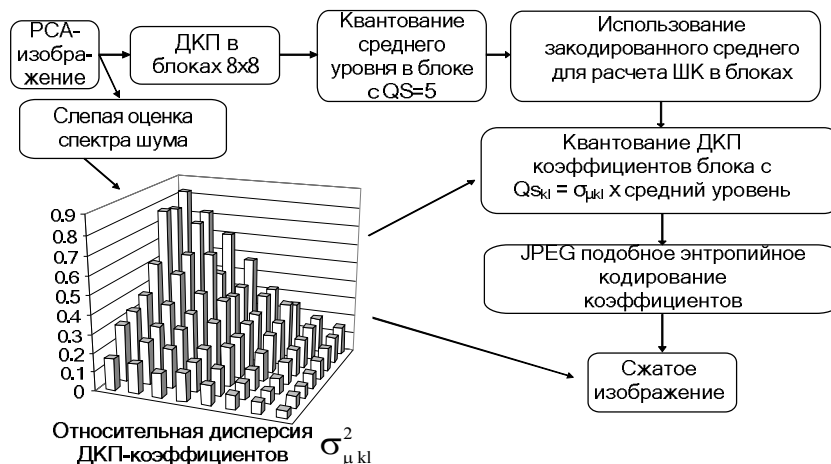 РСА-
изобра-
жение
ДКП в
блоках 8x8
Квантование
среднего
уровня в блоке
с QS=5
Использование
закодированного среднего
для расчета ШК в блоках
Слепая оценка
спектра шума
Квантование ДКП
коэффициентов блока с
Qsₖₗ = σμₖₗ x средний уровень
JPEG подобное энтропийное
кодирование
коэффициентов
Сжатое
изображение
0.9
0.8
0.7
0.6
0.5
0.4
0.3
0.2
0.1
0
Относительная дисперсия
ДКП-коэффициентов
σ²μ kl